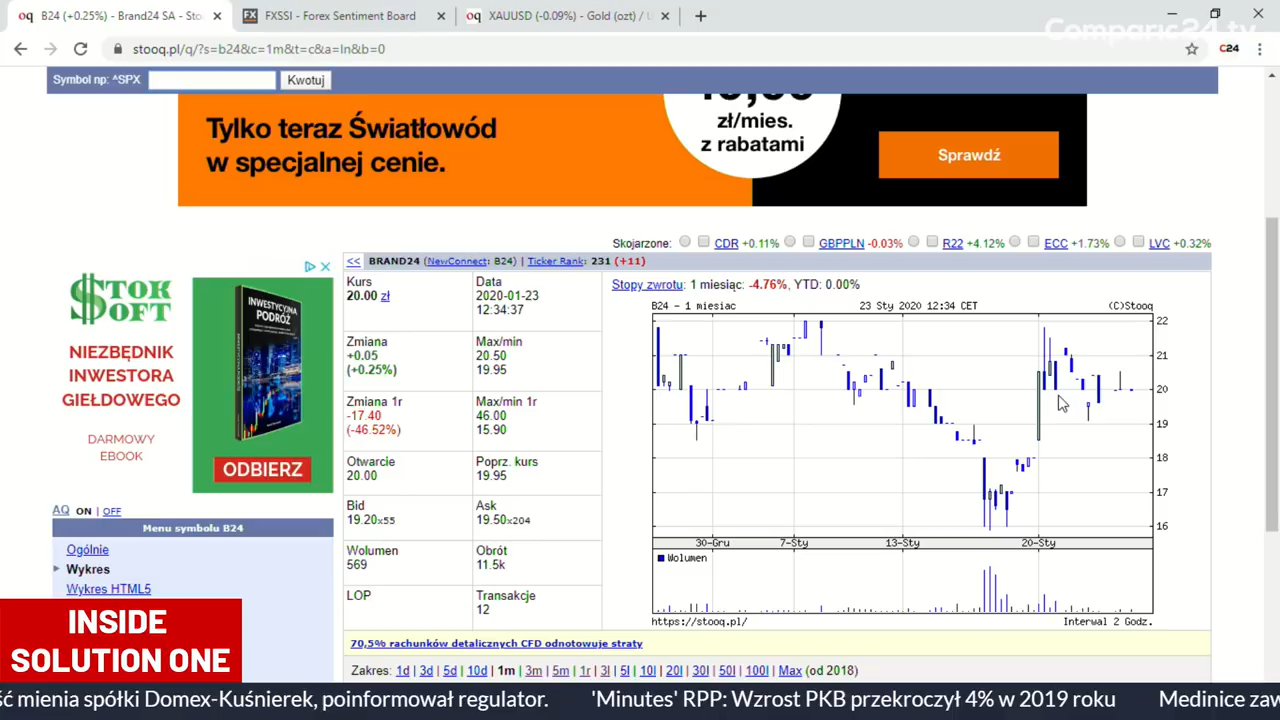 B24 (+0.25%) - Brand24 SA - Sto
FXSSI - Forex Sentiment Board
XAUUSD (-0.09%) - Gold (ozt) /
Comparic24.tv
stooq.pl/q/?s=b24&c=1m&t=c&a=ln&b=0
C24
Symbol np: ^SPX
Kwotuj
Tylko teraz Światłowód
w specjalnej cenie.
zł/mies.
z rabatami
Sprawdź
Skojarzone: CDR +0.11% GBPPLN -0.03% R22 +4.12% ECC +1.73% LVC +0.32%
<< BRAND24 (NewConnect: B24) | Ticker Rank: 231 (+11)
STOK
SOFT
NIEZBĘDNIK
INWESTORA
GIEŁDOWEGO
DARMOWY
EBOOK
INWESTYCYJNA
PODRÓŻ
ODBIERZ
Kurs
20.00 zł
Data
2020-01-23
12:34:37
Zmiana
+0.05
(+0.25%)
Max/min
20.50
19.95
Zmiana 1r
-17.40
(-46.52%)
Max/min 1r
46.00
15.90
Otwarcie
20.00
Poprz. kurs
19.95
Bid
19.20x55
Ask
19.50x204
Wolumen
569
Obrót
11.5k
LOP
Transakcje
12
Stopy zwrotu: 1 miesiąc: -4.76%, YTD: 0.00%
B24 - 1 miesiac
23 Sty 2020 12:34 CET
(C)Stooq
22
21
20
19
18
17
16
30-Gru
7-Sty
13-Sty
20-Sty
Wolumen
https://stooq.pl/
Interwal 2 Godz.
AQ ON | OFF
Menu symbolu B24
Ogólnie
Wykres
Wykres HTML5
70,5% rachunków detalicznych CFD odnotowuje straty
Zakres: 1d | 3d | 5d | 10d | 1m | 3m | 5m | 1r | 3l | 5l | 10l | 20l | 30l | 50l | 100l | Max (od 2018)
INSIDE
SOLUTION ONE
ść mienia spółki Domex-Kuśnierek, poinformował regulator. 'Minutes' RPP: Wzrost PKB przekroczył 4% w 2019 roku Medinice zaw